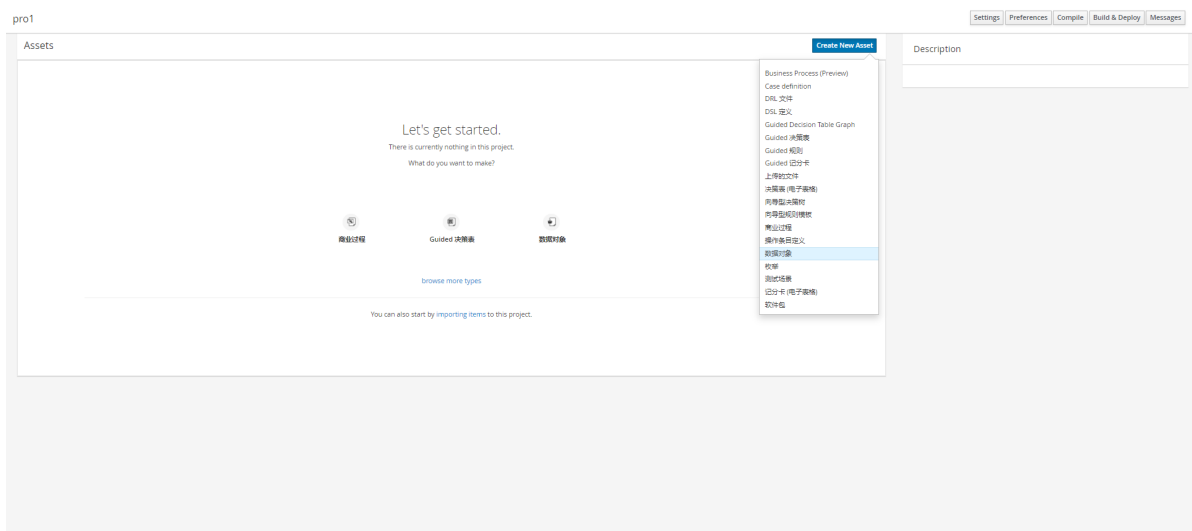 pro1
Settings
Preferences
Compile
Build & Deploy
Messages
Assets
Create New Asset
Description
Business Process (Preview)
Case definition
DRL 文件
DSL 定义
Guided Decision Table Graph
Guided 决策表
Guided 规则
Guided 记分卡
上传的文件
决策表 (电子表格)
向导型决策树
向导型规则模板
商业过程
操作条目定义
数据对象
枚举
测试场景
记分卡 (电子表格)
软件包
Let's get started.
There is currently nothing in this project.
What do you want to make?
商业过程
Guided 决策表
数据对象
browse more types
You can also start by importing items to this project.